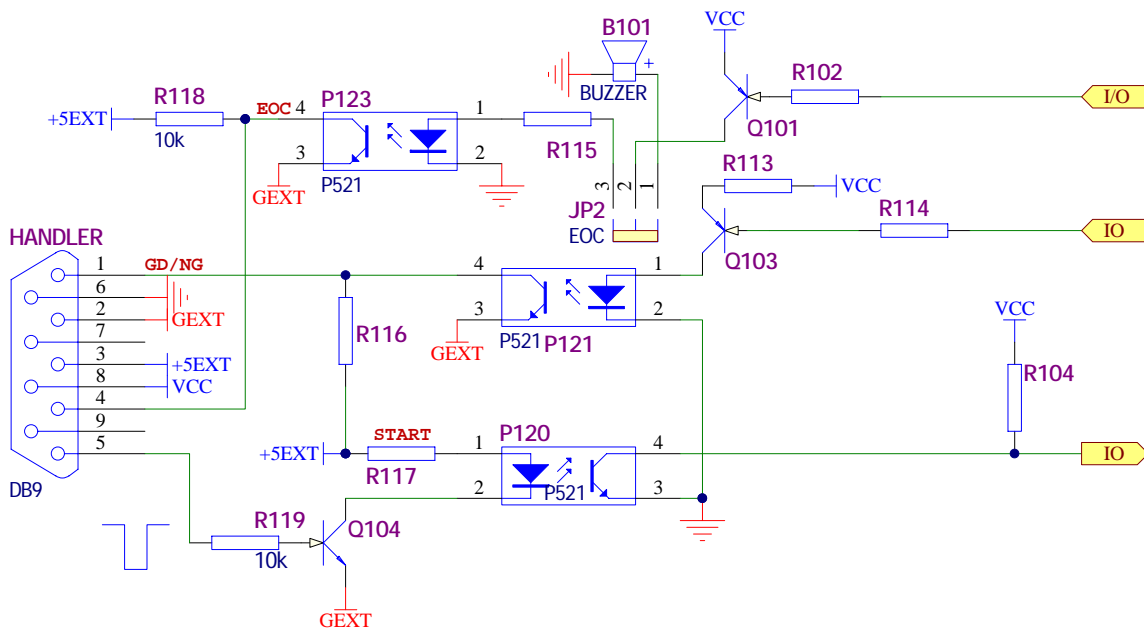 B101
+
BUZZER
VCC
R102
I/O
Q101
R118
+5EXT
10k
EOC
4
P123
1
3
2
P521
GEXT
R115
3
2
1
JP2
EOC
R113
VCC
R114
IO
Q103
HANDLER
1
GD/NG
6
2
GEXT
7
3
+5EXT
8
VCC
4
9
5
DB9
R116
4
1
3
2
GEXT
P521
P121
VCC
R104
START
+5EXT
R117
1
P120
4
2
P521
3
IO
R119
10k
Q104
GEXT